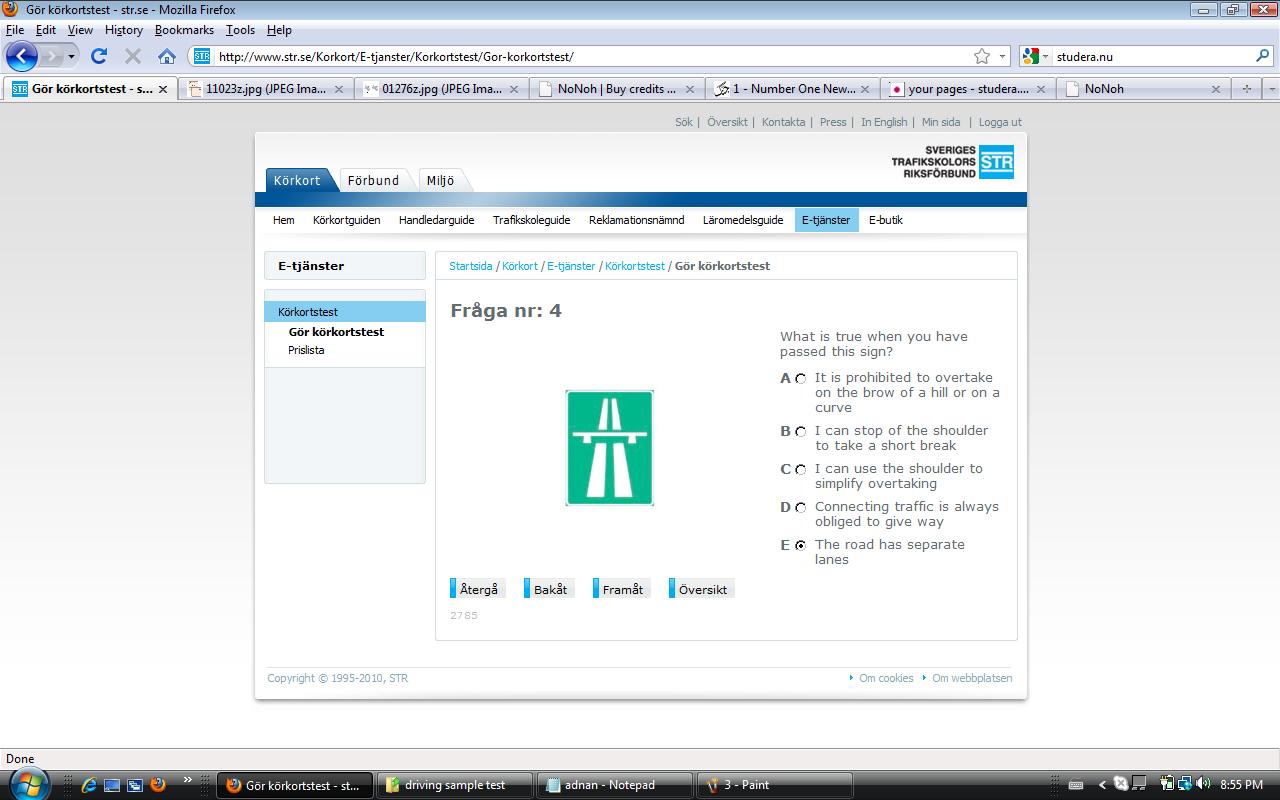 Gör körkortstest - str.se - Mozilla Firefox
File Edit View History Bookmarks Tools Help
http://www.str.se/Korkort/E-tjanster/Korkortstest/Gor-korkortstest/
studera.nu
Gör körkortstest - s...
11023z.jpg (JPEG Ima...
01276z.jpg (JPEG Ima...
NoNoh | Buy credits ...
1 - Number One New...
your pages - studera....
NoNoh
Sök | Översikt | Kontakta | Press | In English | Min sida | Logga ut
SVERIGES
TRAFIKSKOLORS
RIKSFÖRBUND
STR
Körkort Förbund Miljö
Hem Körkortguiden Handledarguide Trafikskoleguide Reklamationsnämnd Läromedelsguide E-tjänster E-butik
E-tjänster
Körkortstest
Gör körkortstest
Prislista
Startsida / Körkort / E-tjänster / Körkortstest / Gör körkortstest
Fråga nr: 4
What is true when you have
passed this sign?
A It is prohibited to overtake
on the brow of a hill or on a
curve
B I can stop of the shoulder
to take a short break
C I can use the shoulder to
simplify overtaking
D Connecting traffic is always
obliged to give way
E The road has separate
lanes
Återgå Bakåt Framåt Översikt
2785
Copyright © 1995-2010, STR
Om cookies Om webbplatsen
Done
Gör körkortstest - st...
driving sample test
adnan - Notepad
3 - Paint
8:55 PM